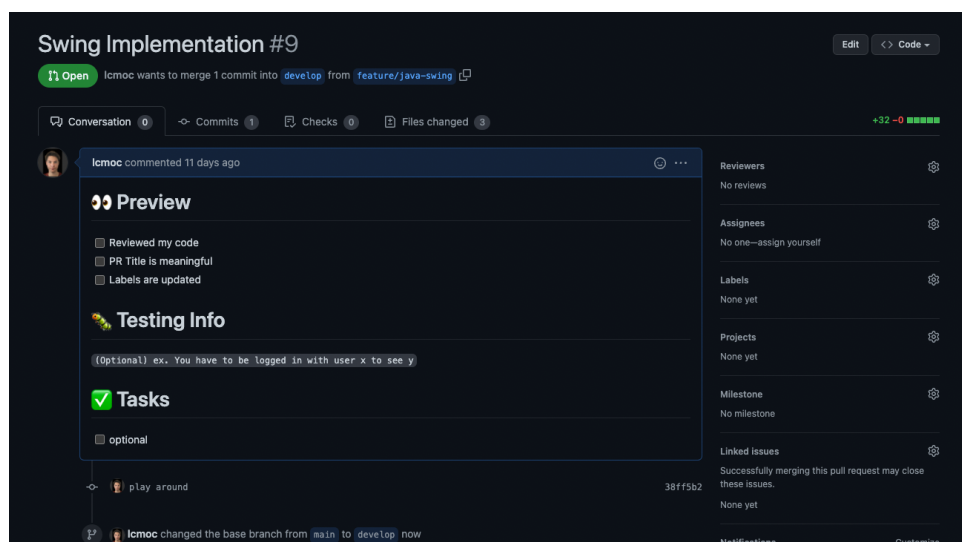 Swing Implementation #9
Edit
<> Code
Open
lcmoc wants to merge 1 commit into develop from feature/java-swing
Conversation 0
Commits 1
Checks 0
Files changed 3
+32 −0
lcmoc commented 11 days ago
👀 Preview
Reviewed my code
PR Title is meaningful
Labels are updated
🐛 Testing Info
(Optional) ex. You have to be logged in with user x to see y
✅ Tasks
optional
play around
38ff5b2
lcmoc changed the base branch from main to develop now
Reviewers
No reviews
Assignees
No one—assign yourself
Labels
None yet
Projects
None yet
Milestone
No milestone
Linked issues
Successfully merging this pull request may close
these issues.
None yet
Notifications
Customize